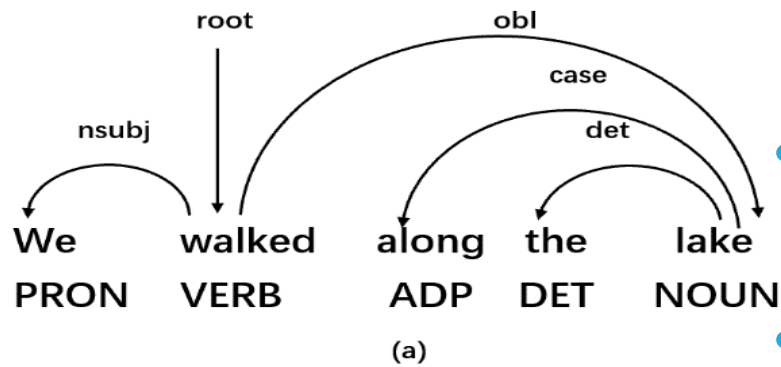 root obl
case
nsubj det
We walked along the lake
PRON VERB ADP DET NOUN
(a)